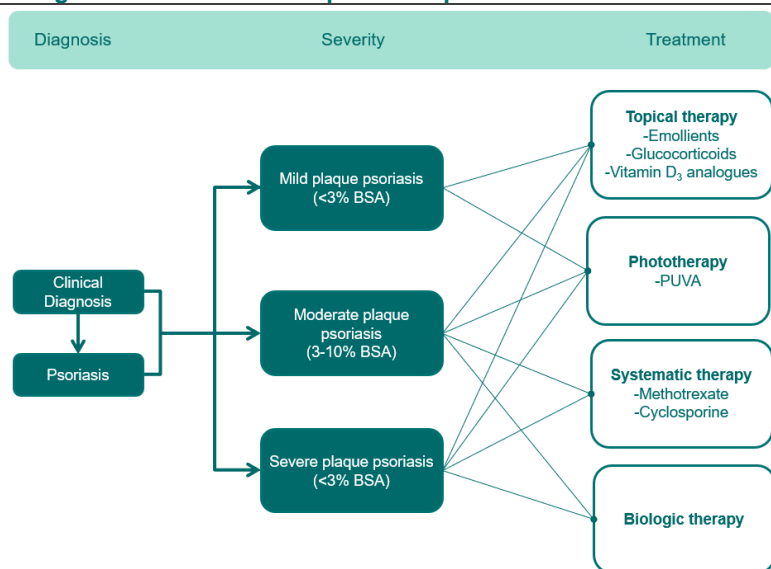 Diagnosis
Severity
Treatment
Clinical
Diagnosis
Psoriasis
Mild plaque psoriasis
(<3% BSA)
Moderate plaque
psoriasis
(3-10% BSA)
Severe plaque psoriasis
(<3% BSA)
Topical therapy
-Emollients
-Glucocorticoids
-Vitamin D₃ analogues
Phototherapy
-PUVA
Systematic therapy
-Methotrexate
-Cyclosporine
Biologic therapy